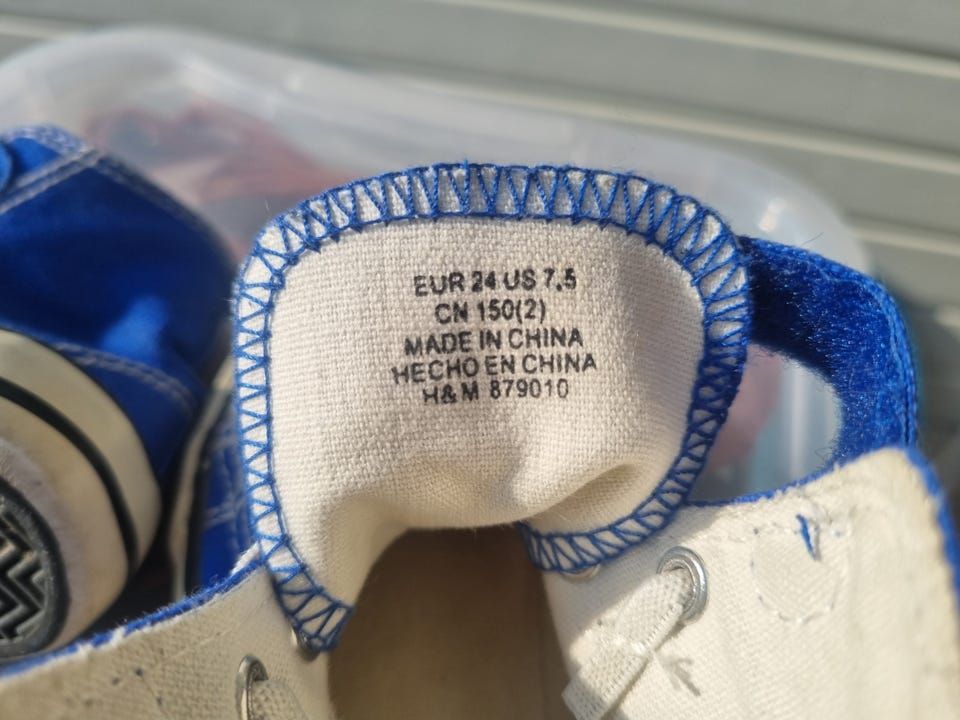 EUR 24 US 7.5
CN 150(2)
MADE IN CHINA
HECHO EN CHINA
H&M 879010